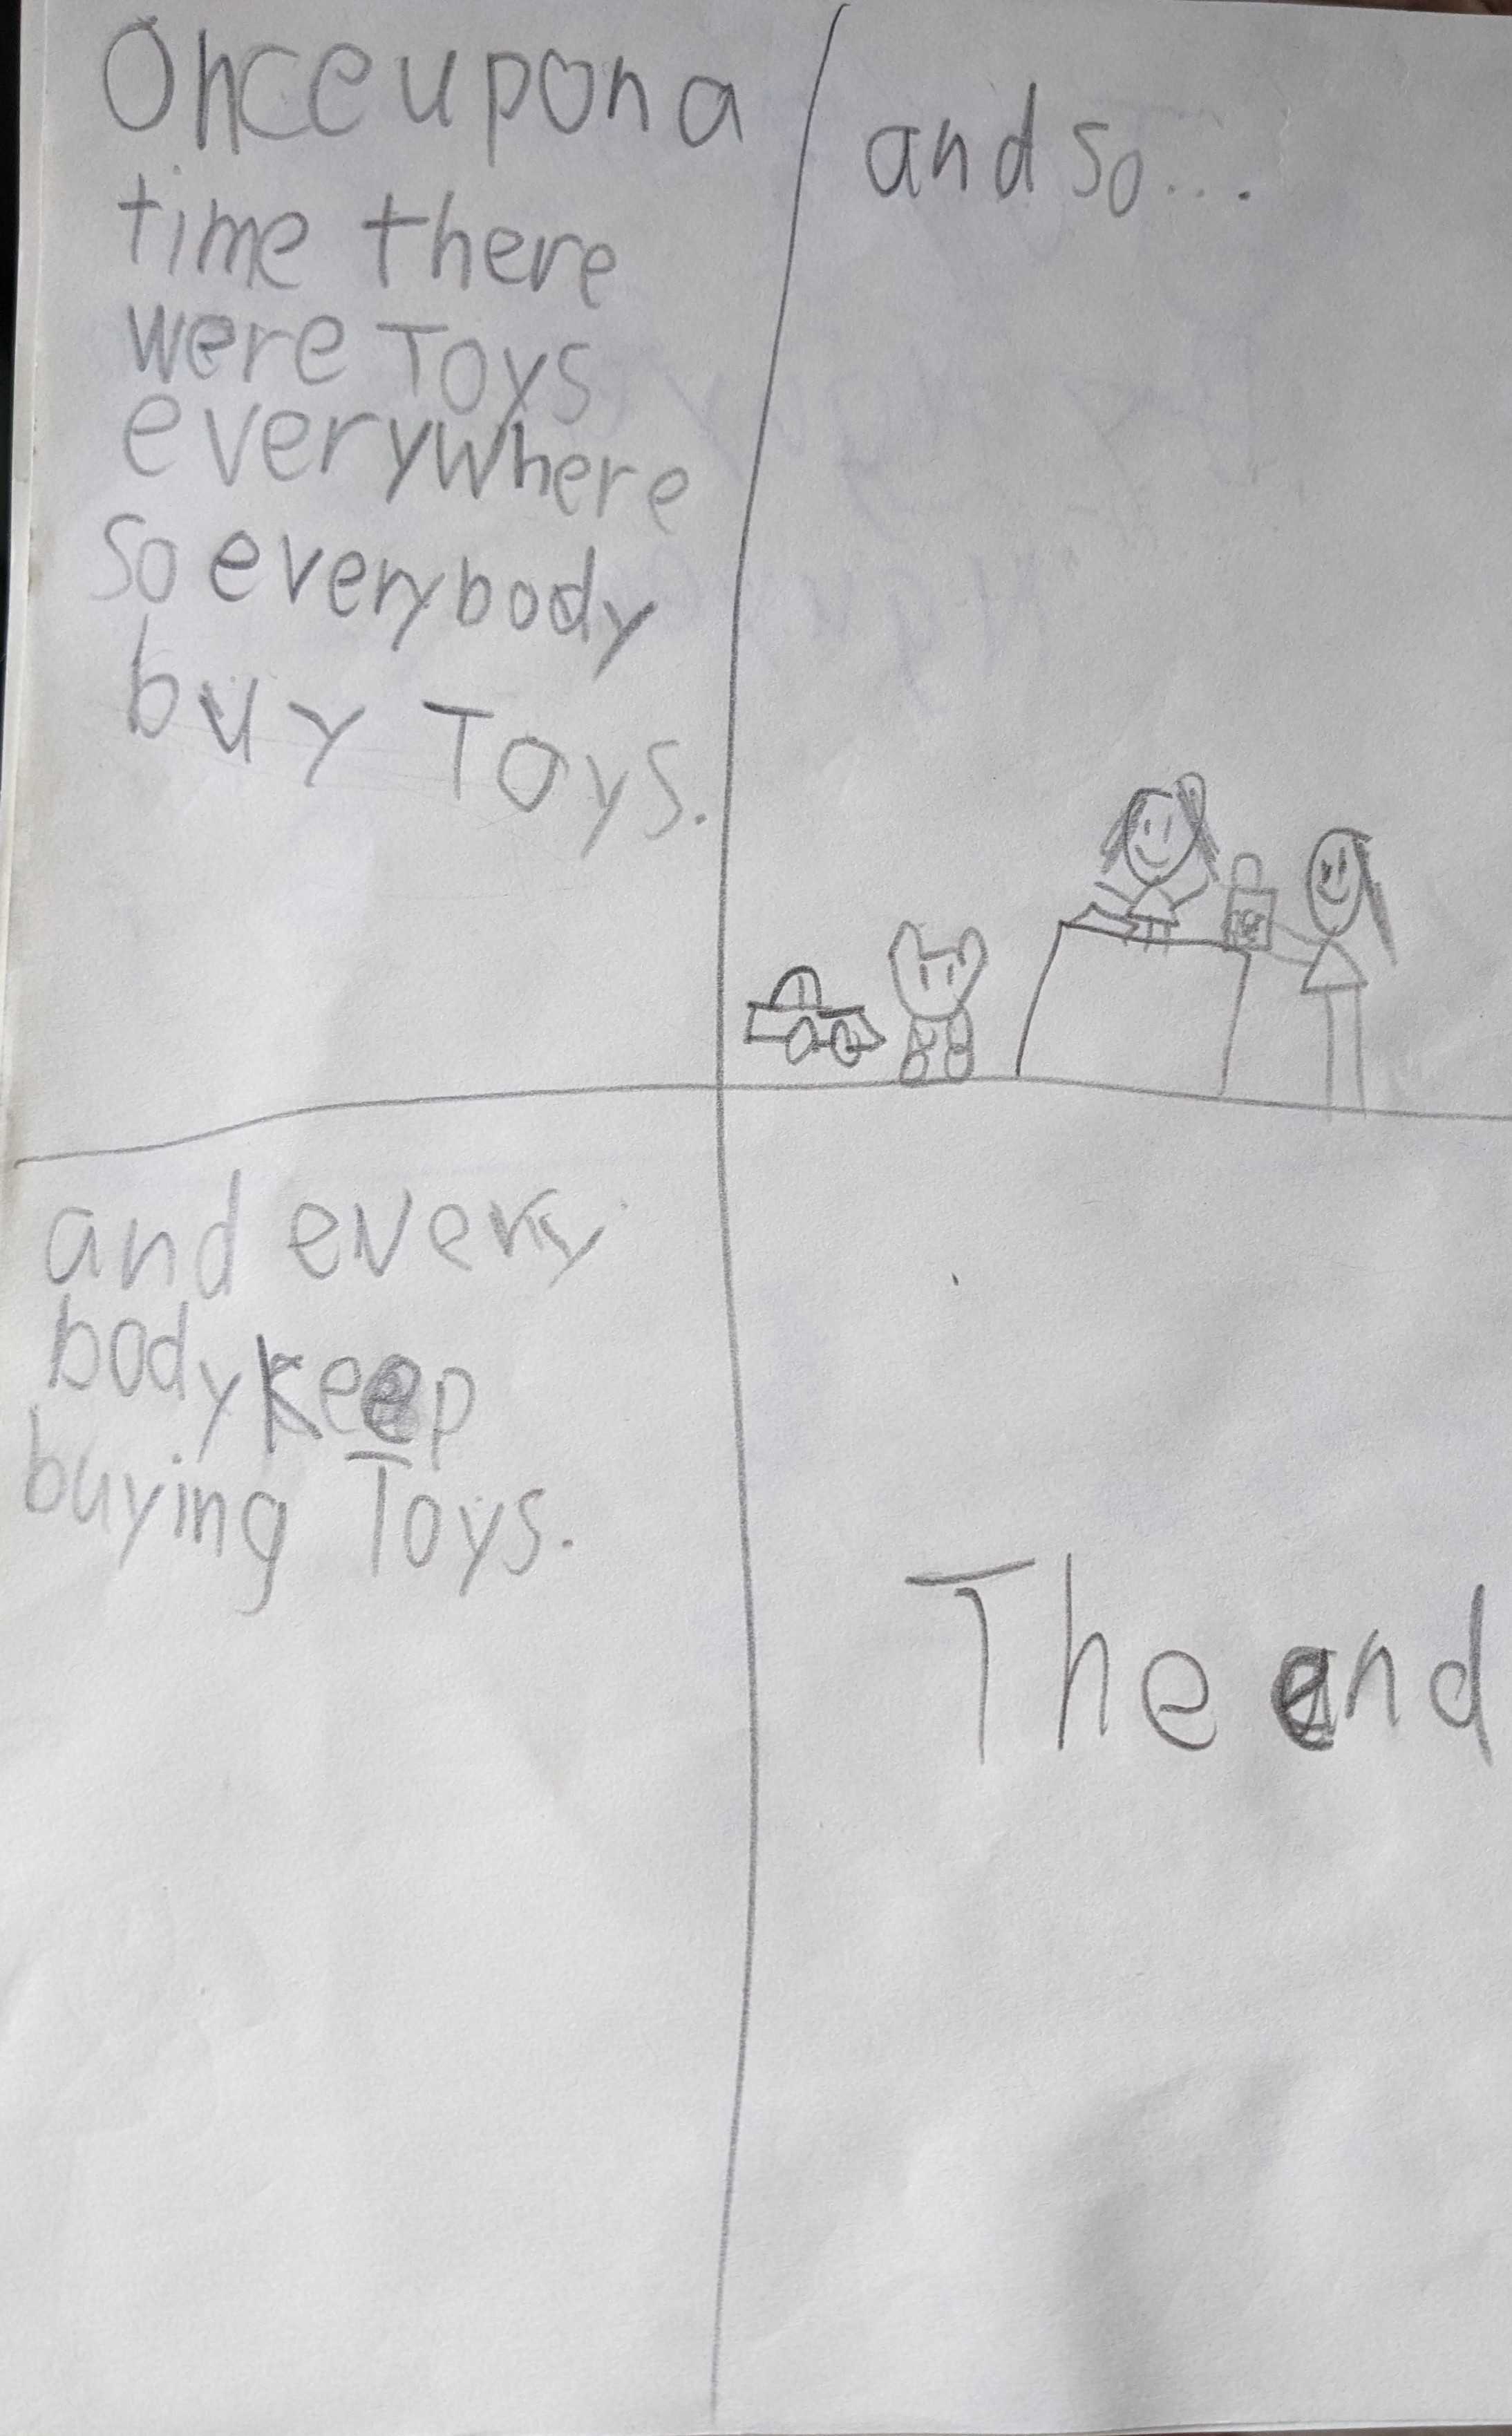 Once upon a
time there
were Toys
everywhere
so everybody
buy Toys.
and so...
and every
body keep
buying Toys.
The end